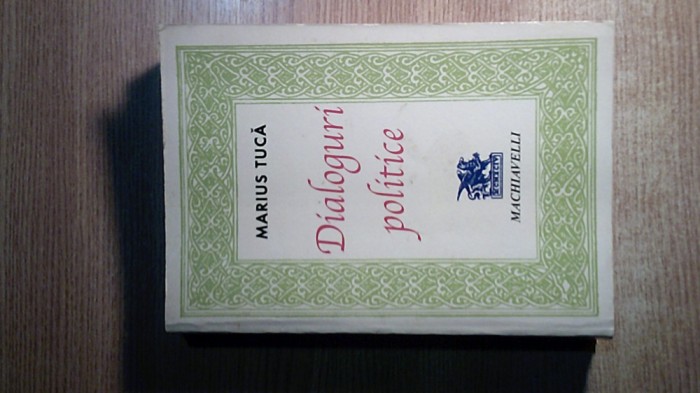 MARIUS TUCĂ
Dialoguri
politice
MACHIAVELLI